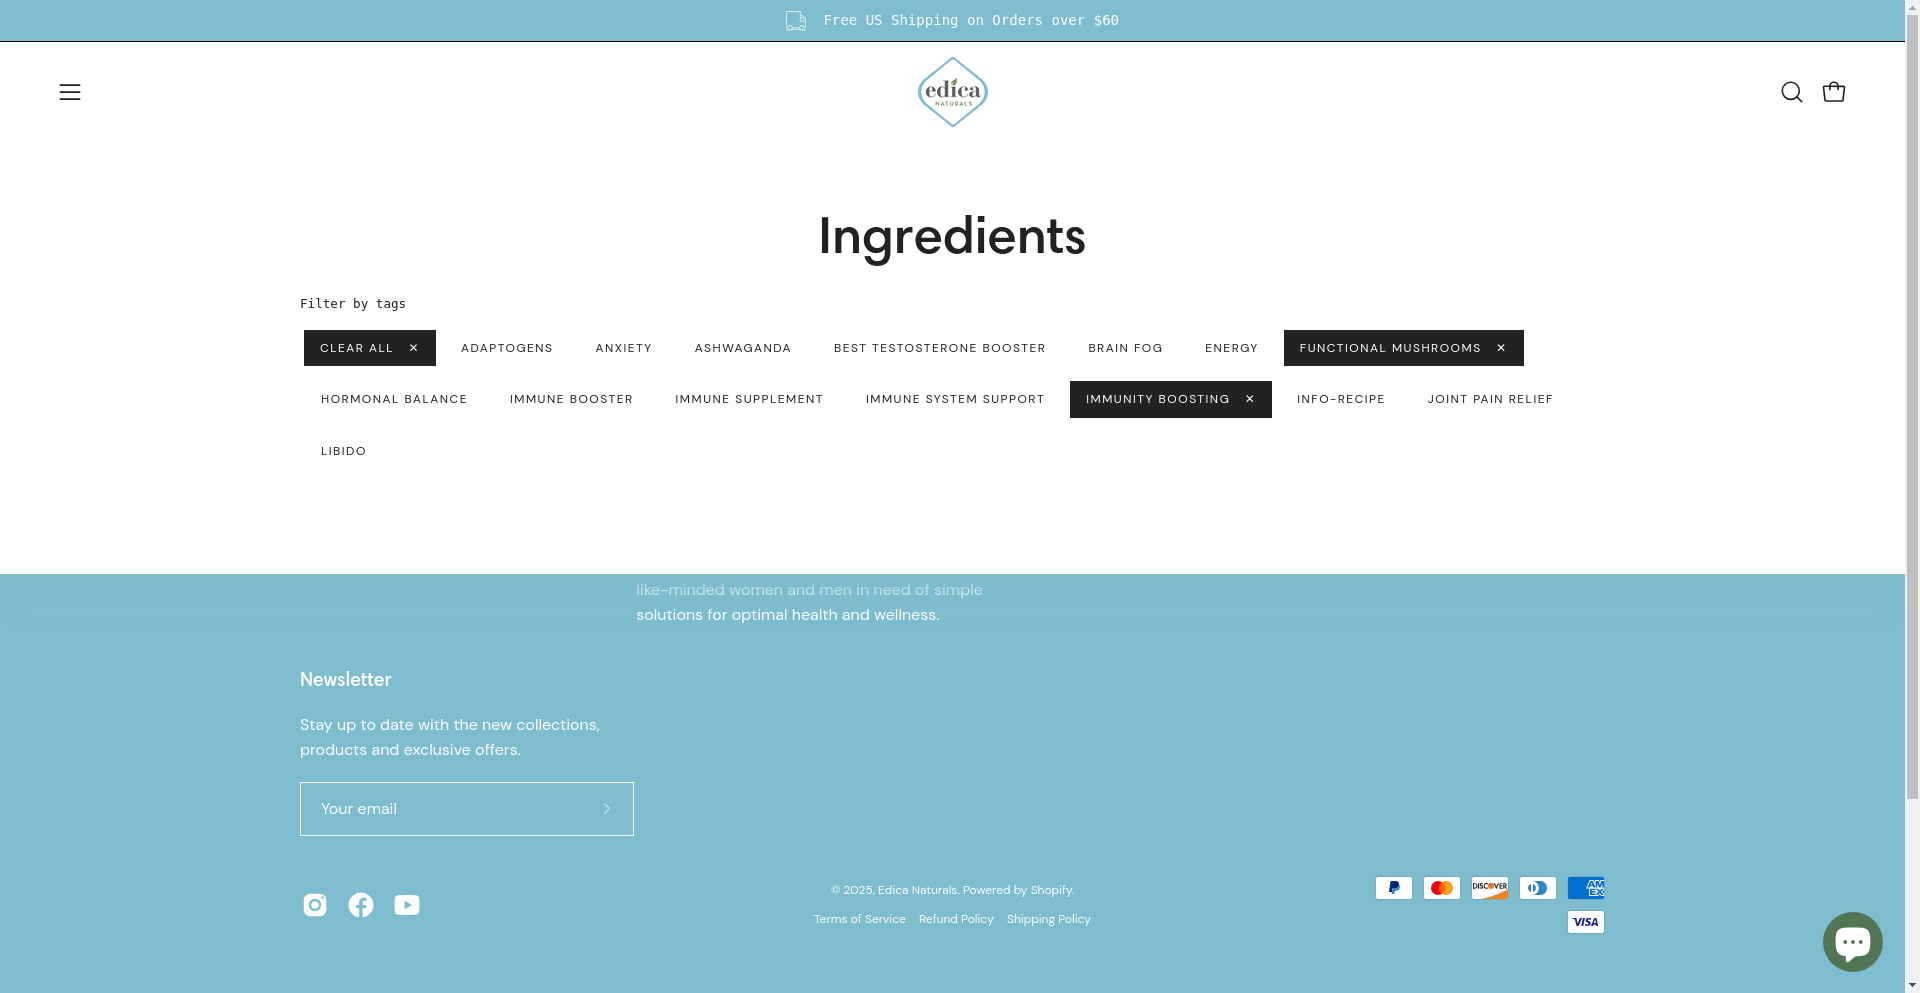 Free US Shipping on Orders over $60
edica
NATURALS
Ingredients
Filter by tags
CLEAR ALL ✕
ADAPTOGENS
ANXIETY
ASHWAGANDA
BEST TESTOSTERONE BOOSTER
BRAIN FOG
ENERGY
FUNCTIONAL MUSHROOMS ✕
HORMONAL BALANCE
IMMUNE BOOSTER
IMMUNE SUPPLEMENT
IMMUNE SYSTEM SUPPORT
IMMUNITY BOOSTING ✕
INFO-RECIPE
JOINT PAIN RELIEF
LIBIDO
like-minded women and men in need of simple
solutions for optimal health and wellness.
Newsletter
Stay up to date with the new collections,
products and exclusive offers.
Your email
© 2025, Edica Naturals. Powered by Shopify.
Terms of Service Refund Policy Shipping Policy
DISCOVER
AMEX
VISA